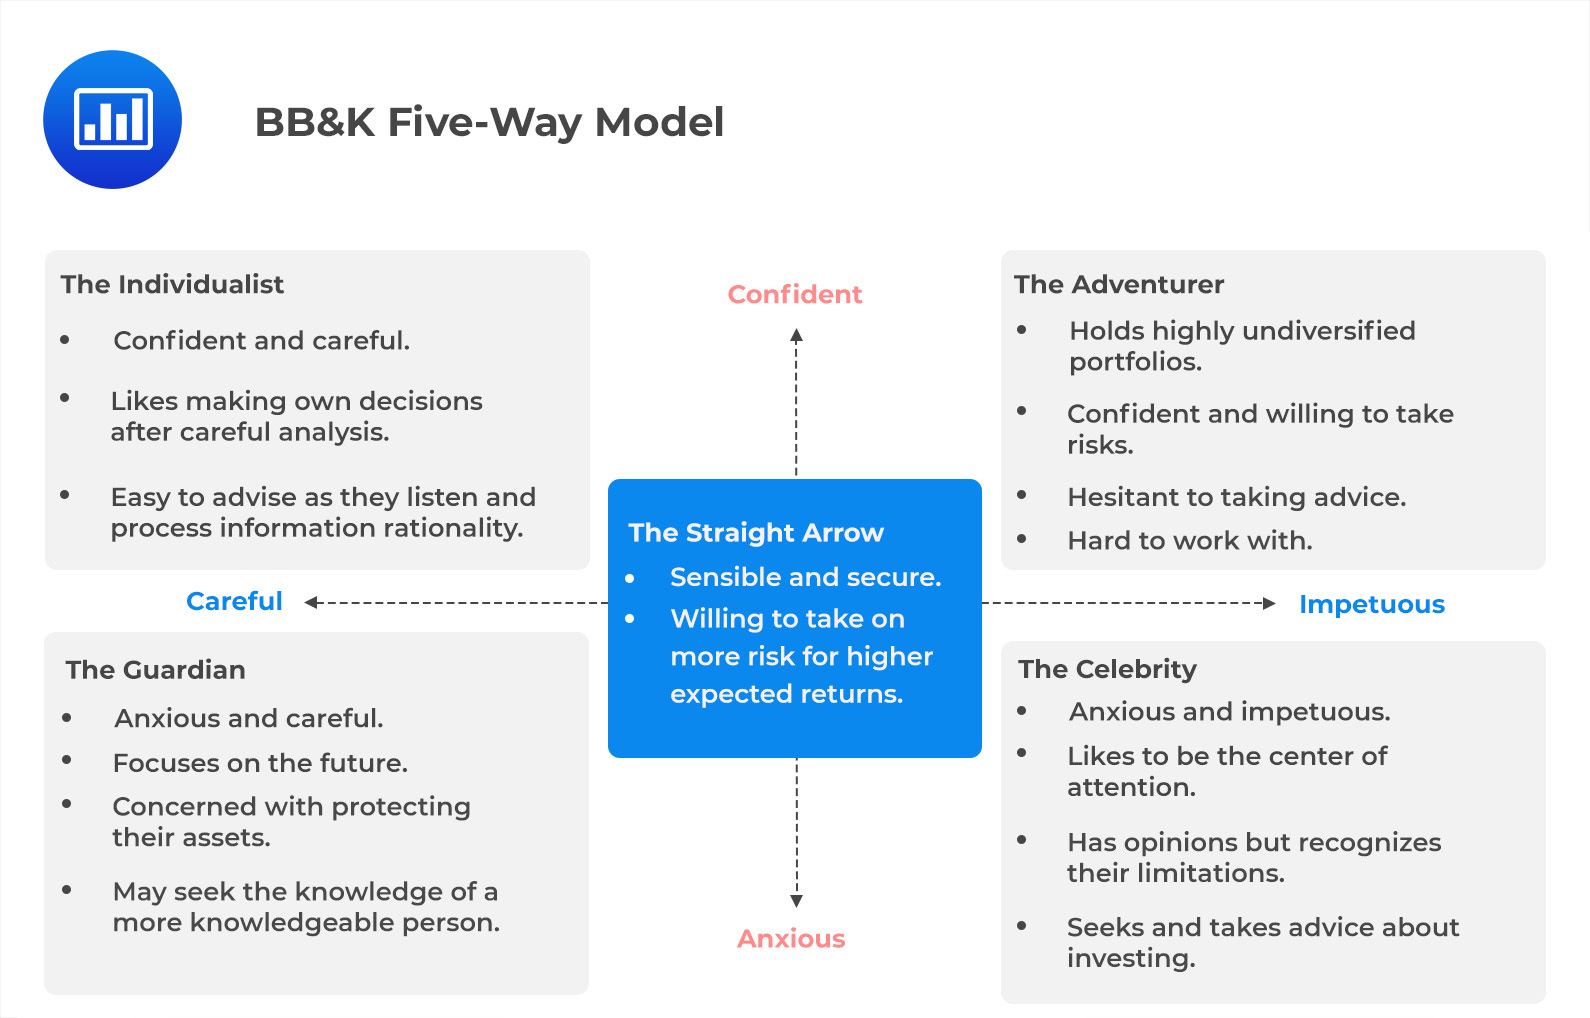 BB&K Five-Way Model
The Individualist
• Confident and careful.
• Likes making own decisions
after careful analysis.
• Easy to advise as they listen and
process information rationality.
Confident
The Adventurer
• Holds highly undiversified
portfolios.
• Confident and willing to take
risks.
• Hesitant to taking advice.
• Hard to work with.
The Straight Arrow
• Sensible and secure.
• Willing to take on
more risk for higher
expected returns.
Careful
Impetuous
The Guardian
• Anxious and careful.
• Focuses on the future.
• Concerned with protecting
their assets.
• May seek the knowledge of a
more knowledgeable person.
Anxious
The Celebrity
• Anxious and impetuous.
• Likes to be the center of
attention.
• Has opinions but recognizes
their limitations.
• Seeks and takes advice about
investing.